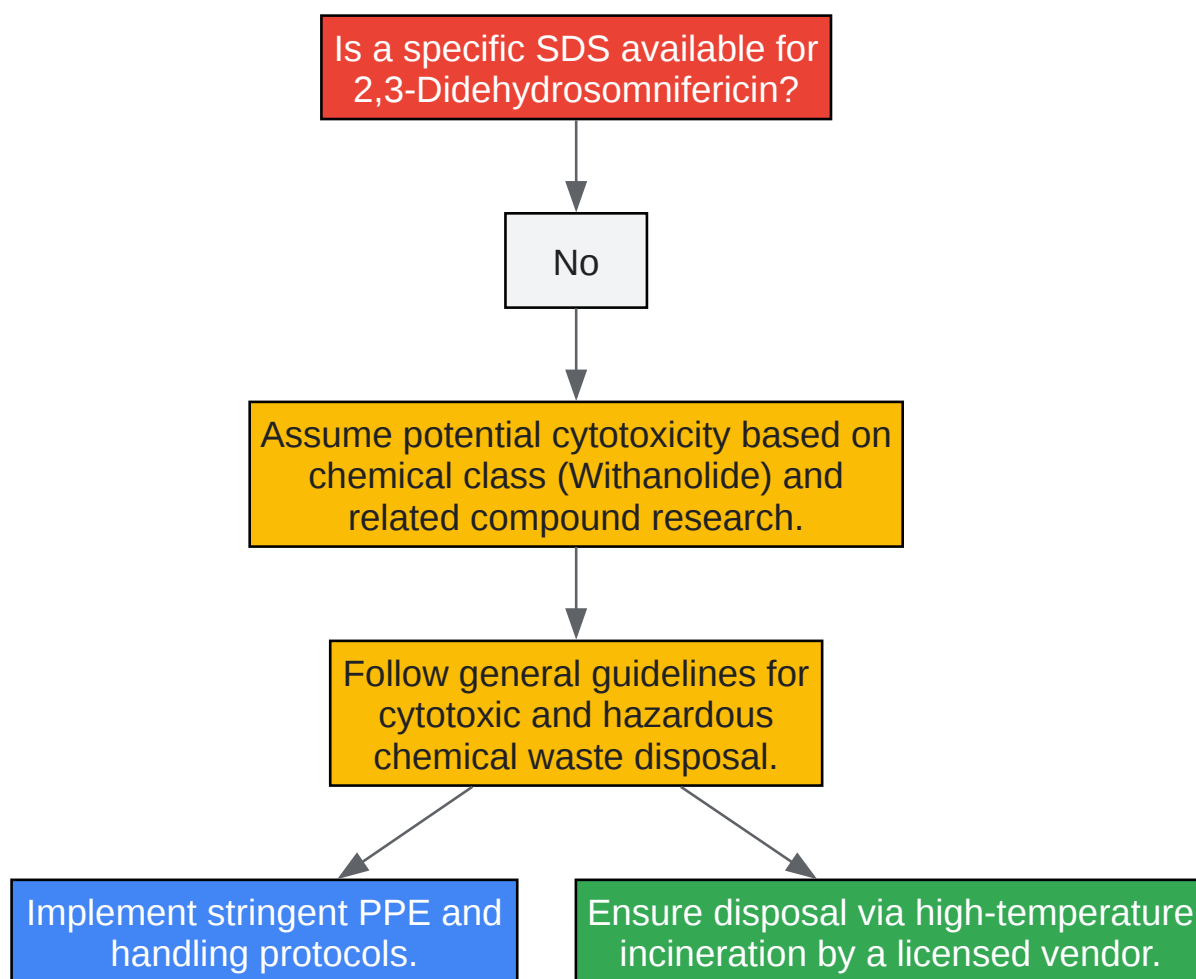 Is a specific SDS available for
2,3-Didehydrosomnifericin?
No
Assume potential cytotoxicity based on
chemical class (Withanolide) and
related compound research.
Follow general guidelines for
cytotoxic and hazardous
chemical waste disposal.
Implement stringent PPE and
handling protocols.
Ensure disposal via high-temperature
incineration by a licensed vendor.